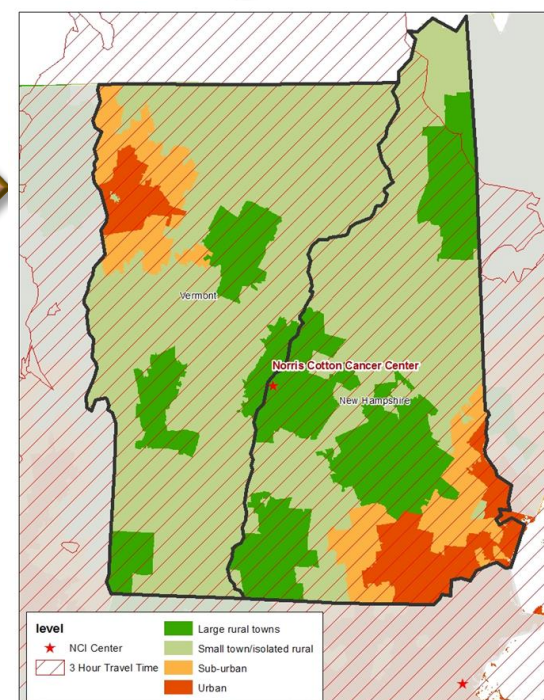 Vermont
Norris Cotton Cancer Center
New Hampshire
level
NCI Center
3 Hour Travel Time
Large rural towns
Small town/isolated rural
Sub-urban
Urban